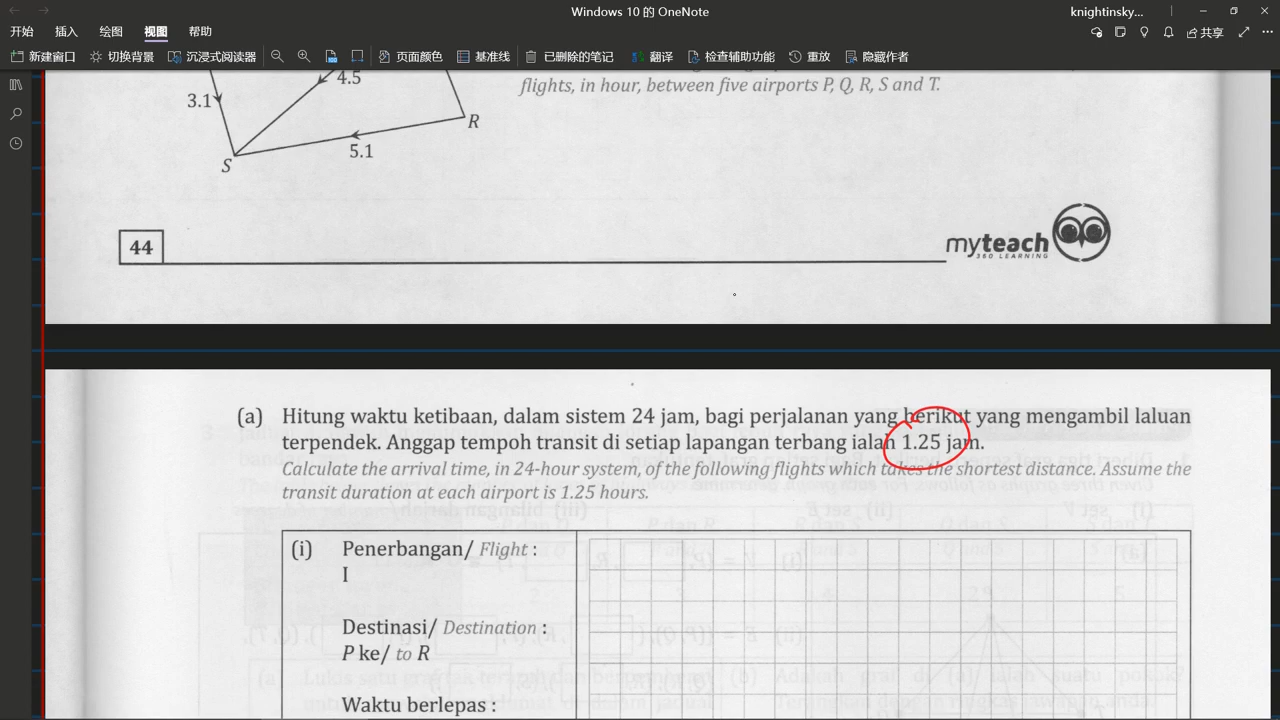 Windows 10 的 OneNote
knightinsky...
开始 插入 绘图 视图 帮助
共享
新建窗口 切换背景 沉浸式阅读器 页面颜色 基准线 已删除的笔记 翻译 检查辅助功能 重放 隐藏作者
4.5
flights, in hour, between five airports P, Q, R, S and T.
3.1
R
5.1
S
44
myteach
360 LEARNING
(a) Hitung waktu ketibaan, dalam sistem 24 jam, bagi perjalanan yang berikut yang mengambil laluan
terpendek. Anggap tempoh transit di setiap lapangan terbang ialah 1.25 jam.
Calculate the arrival time, in 24-hour system, of the following flights which takes the shortest distance. Assume the
transit duration at each airport is 1.25 hours.
(i) Penerbangan/ Flight :
I
Destinasi/ Destination :
P ke/ to R
Waktu berlepas :